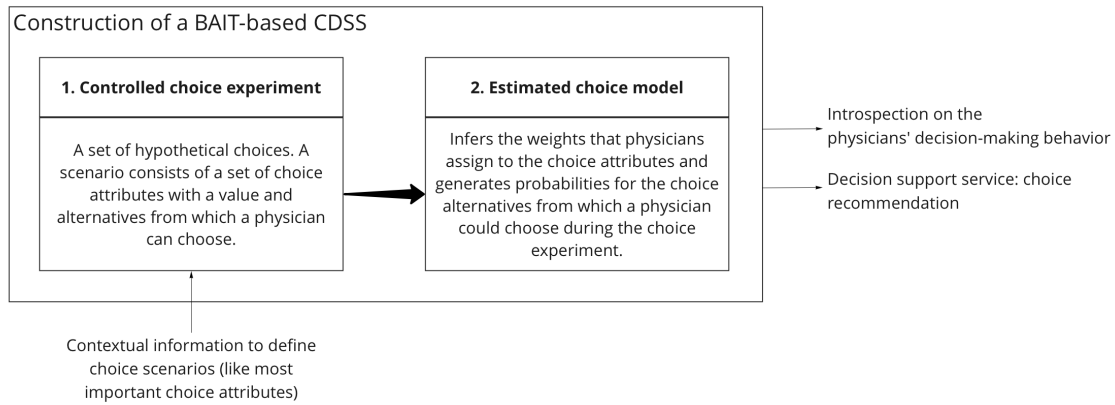 Construction of a BAIT-based CDSS
1. Controlled choice experiment
A set of hypothetical choices. A
scenario consists of a set of choice
attributes with a value and
alternatives from which a physician
can choose.
2. Estimated choice model
Infers the weights that physicians
assign to the choice attributes and
generates probabilities for the choice
alternatives from which a physician
could choose during the choice
experiment.
Introspection on the
physicians' decision-making behavior
Decision support service: choice
recommendation
Contextual information to define
choice scenarios (like most
important choice attributes)